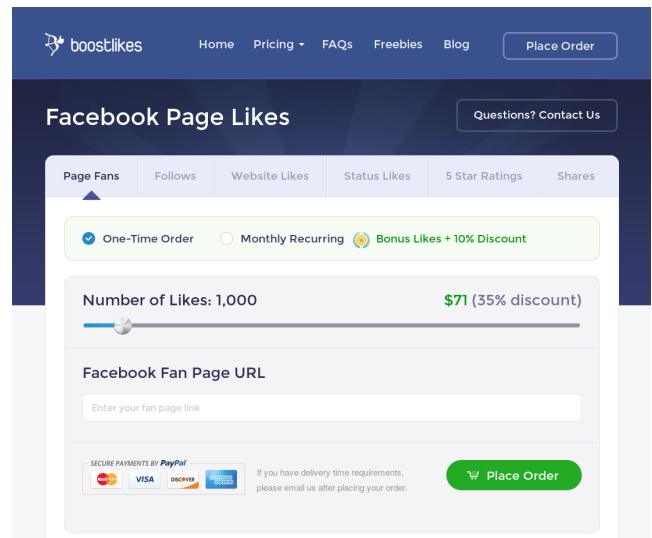 boostlikes Home Pricing FAQs Freebies Blog Place Order
Facebook Page Likes Questions? Contact Us
Page Fans Follows Website Likes Status Likes 5 Star Ratings Shares
One-Time Order Monthly Recurring Bonus Likes + 10% Discount
Number of Likes: 1,000 $71 (35% discount)
Facebook Fan Page URL
Enter your fan page link
SECURE PAYMENTS BY PayPal
MasterCard VISA DISCOVER
If you have delivery time requirements,
please email us after placing your order.
Place Order